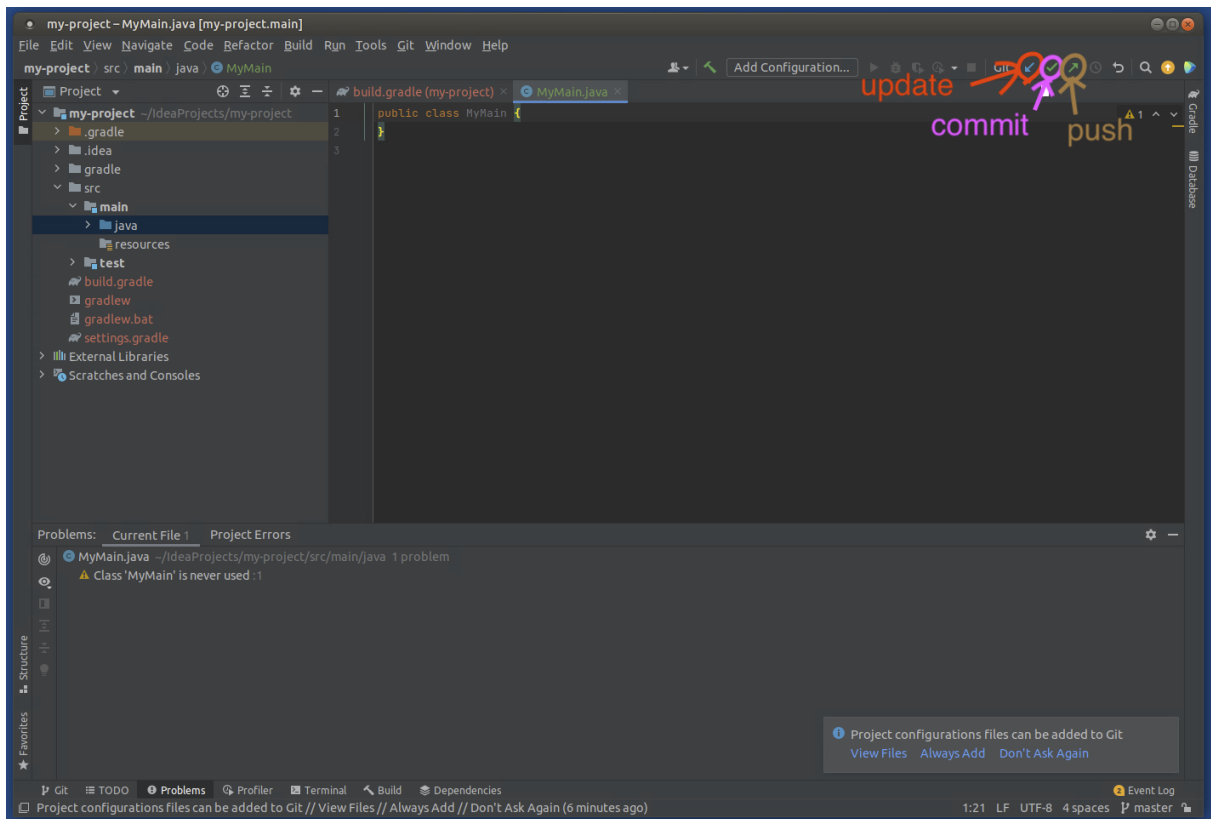 my-project – MyMain.java [my-project.main]
File Edit View Navigate Code Refactor Build Run Tools Git Window Help
my-project src main java MyMain
Add Configuration...
Git:
update
commit
push
Project
build.gradle (my-project)
MyMain.java
my-project ~/IdeaProjects/my-project
.gradle
.idea
gradle
src
main
java
resources
test
build.gradle
gradlew
gradlew.bat
settings.gradle
External Libraries
Scratches and Consoles
1 public class MyMain {
2 }
3
1
Project
Structure
Favorites
Gradle
Database
Problems: Current File 1 Project Errors
MyMain.java ~/IdeaProjects/my-project/src/main/java 1 problem
Class 'MyMain' is never used :1
Project configurations files can be added to Git
View Files Always Add Don't Ask Again
Git TODO Problems Profiler Terminal Build Dependencies
2 Event Log
Project configurations files can be added to Git // View Files // Always Add // Don't Ask Again (6 minutes ago)
1:21 LF UTF-8 4 spaces master